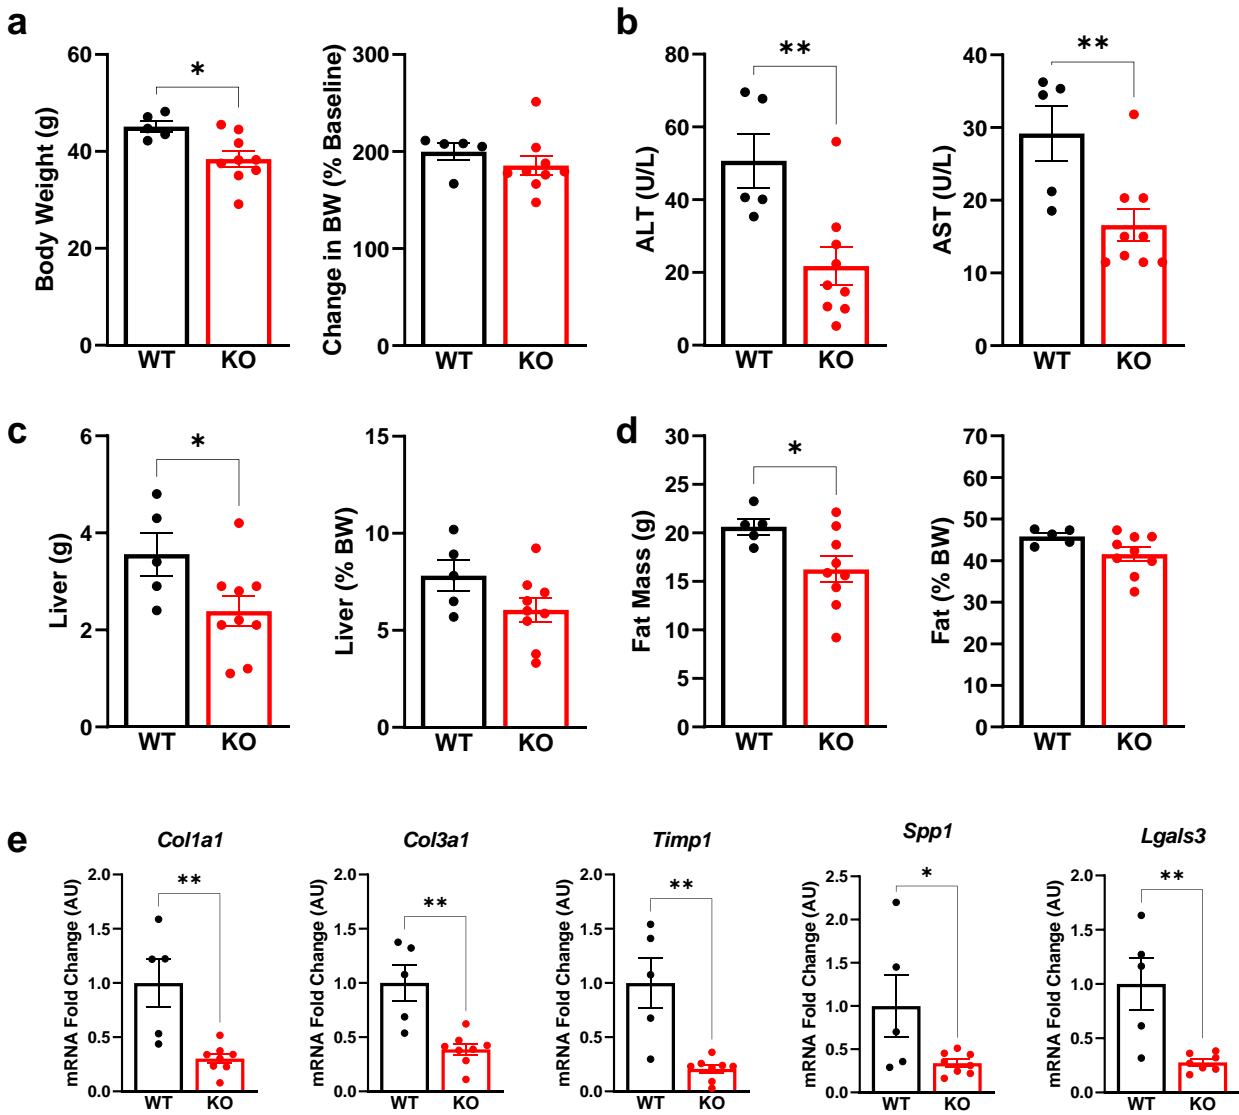 a
b
60
40
20
0
Body Weight (g)
*
WT KO
300
200
100
0
Change in BW (% Baseline)
WT KO
80
60
40
20
0
ALT (U/L)
**
WT KO
40
30
20
10
0
AST (U/L)
**
WT KO
c
d
6
4
2
0
Liver (g)
*
WT KO
15
10
5
0
Liver (% BW)
WT KO
30
25
20
15
10
5
0
Fat Mass (g)
*
WT KO
70
60
50
40
30
20
10
0
Fat (% BW)
WT KO
e
Col1a1
2.0
1.5
1.0
0.5
0.0
mRNA Fold Change (AU)
**
WT KO
Col3a1
2.0
1.5
1.0
0.5
0.0
mRNA Fold Change (AU)
**
WT KO
Timp1
2.0
1.5
1.0
0.5
0.0
mRNA Fold Change (AU)
**
WT KO
Spp1
2.5
2.0
1.5
1.0
0.5
0.0
mRNA Fold Change (AU)
*
WT KO
Lgals3
2.0
1.5
1.0
0.5
0.0
mRNA Fold Change (AU)
**
WT KO